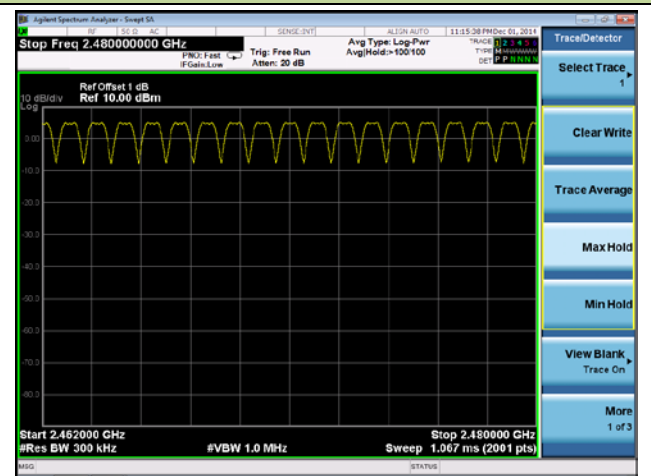 Agilent Spectrum Analyzer - Swept SA
RF 50 Ω AC SENSE:INT ALIGN AUTO 11:15:38 PM Dec 01, 2014
Stop Freq 2.480000000 GHz
PNO: Fast
IFGain:Low
Trig: Free Run
Atten: 20 dB
Avg Type: Log-Pwr
Avg|Hold:>100/100
TRACE 1 2 3 4 5 6
TYPE
DET P P N N N N
Ref Offset 1 dB
10 dB/div Ref 10.00 dBm
Log
0.00
-10.0
-20.0
-30.0
-40.0
-50.0
-60.0
-70.0
-80.0
Start 2.462000 GHz Stop 2.480000 GHz
#Res BW 300 kHz #VBW 1.0 MHz Sweep 1.067 ms (2001 pts)
MSG STATUS
Trace/Detector
Select Trace
1
Clear Write
Trace Average
Max Hold
Min Hold
View Blank
Trace On
More
1 of 3